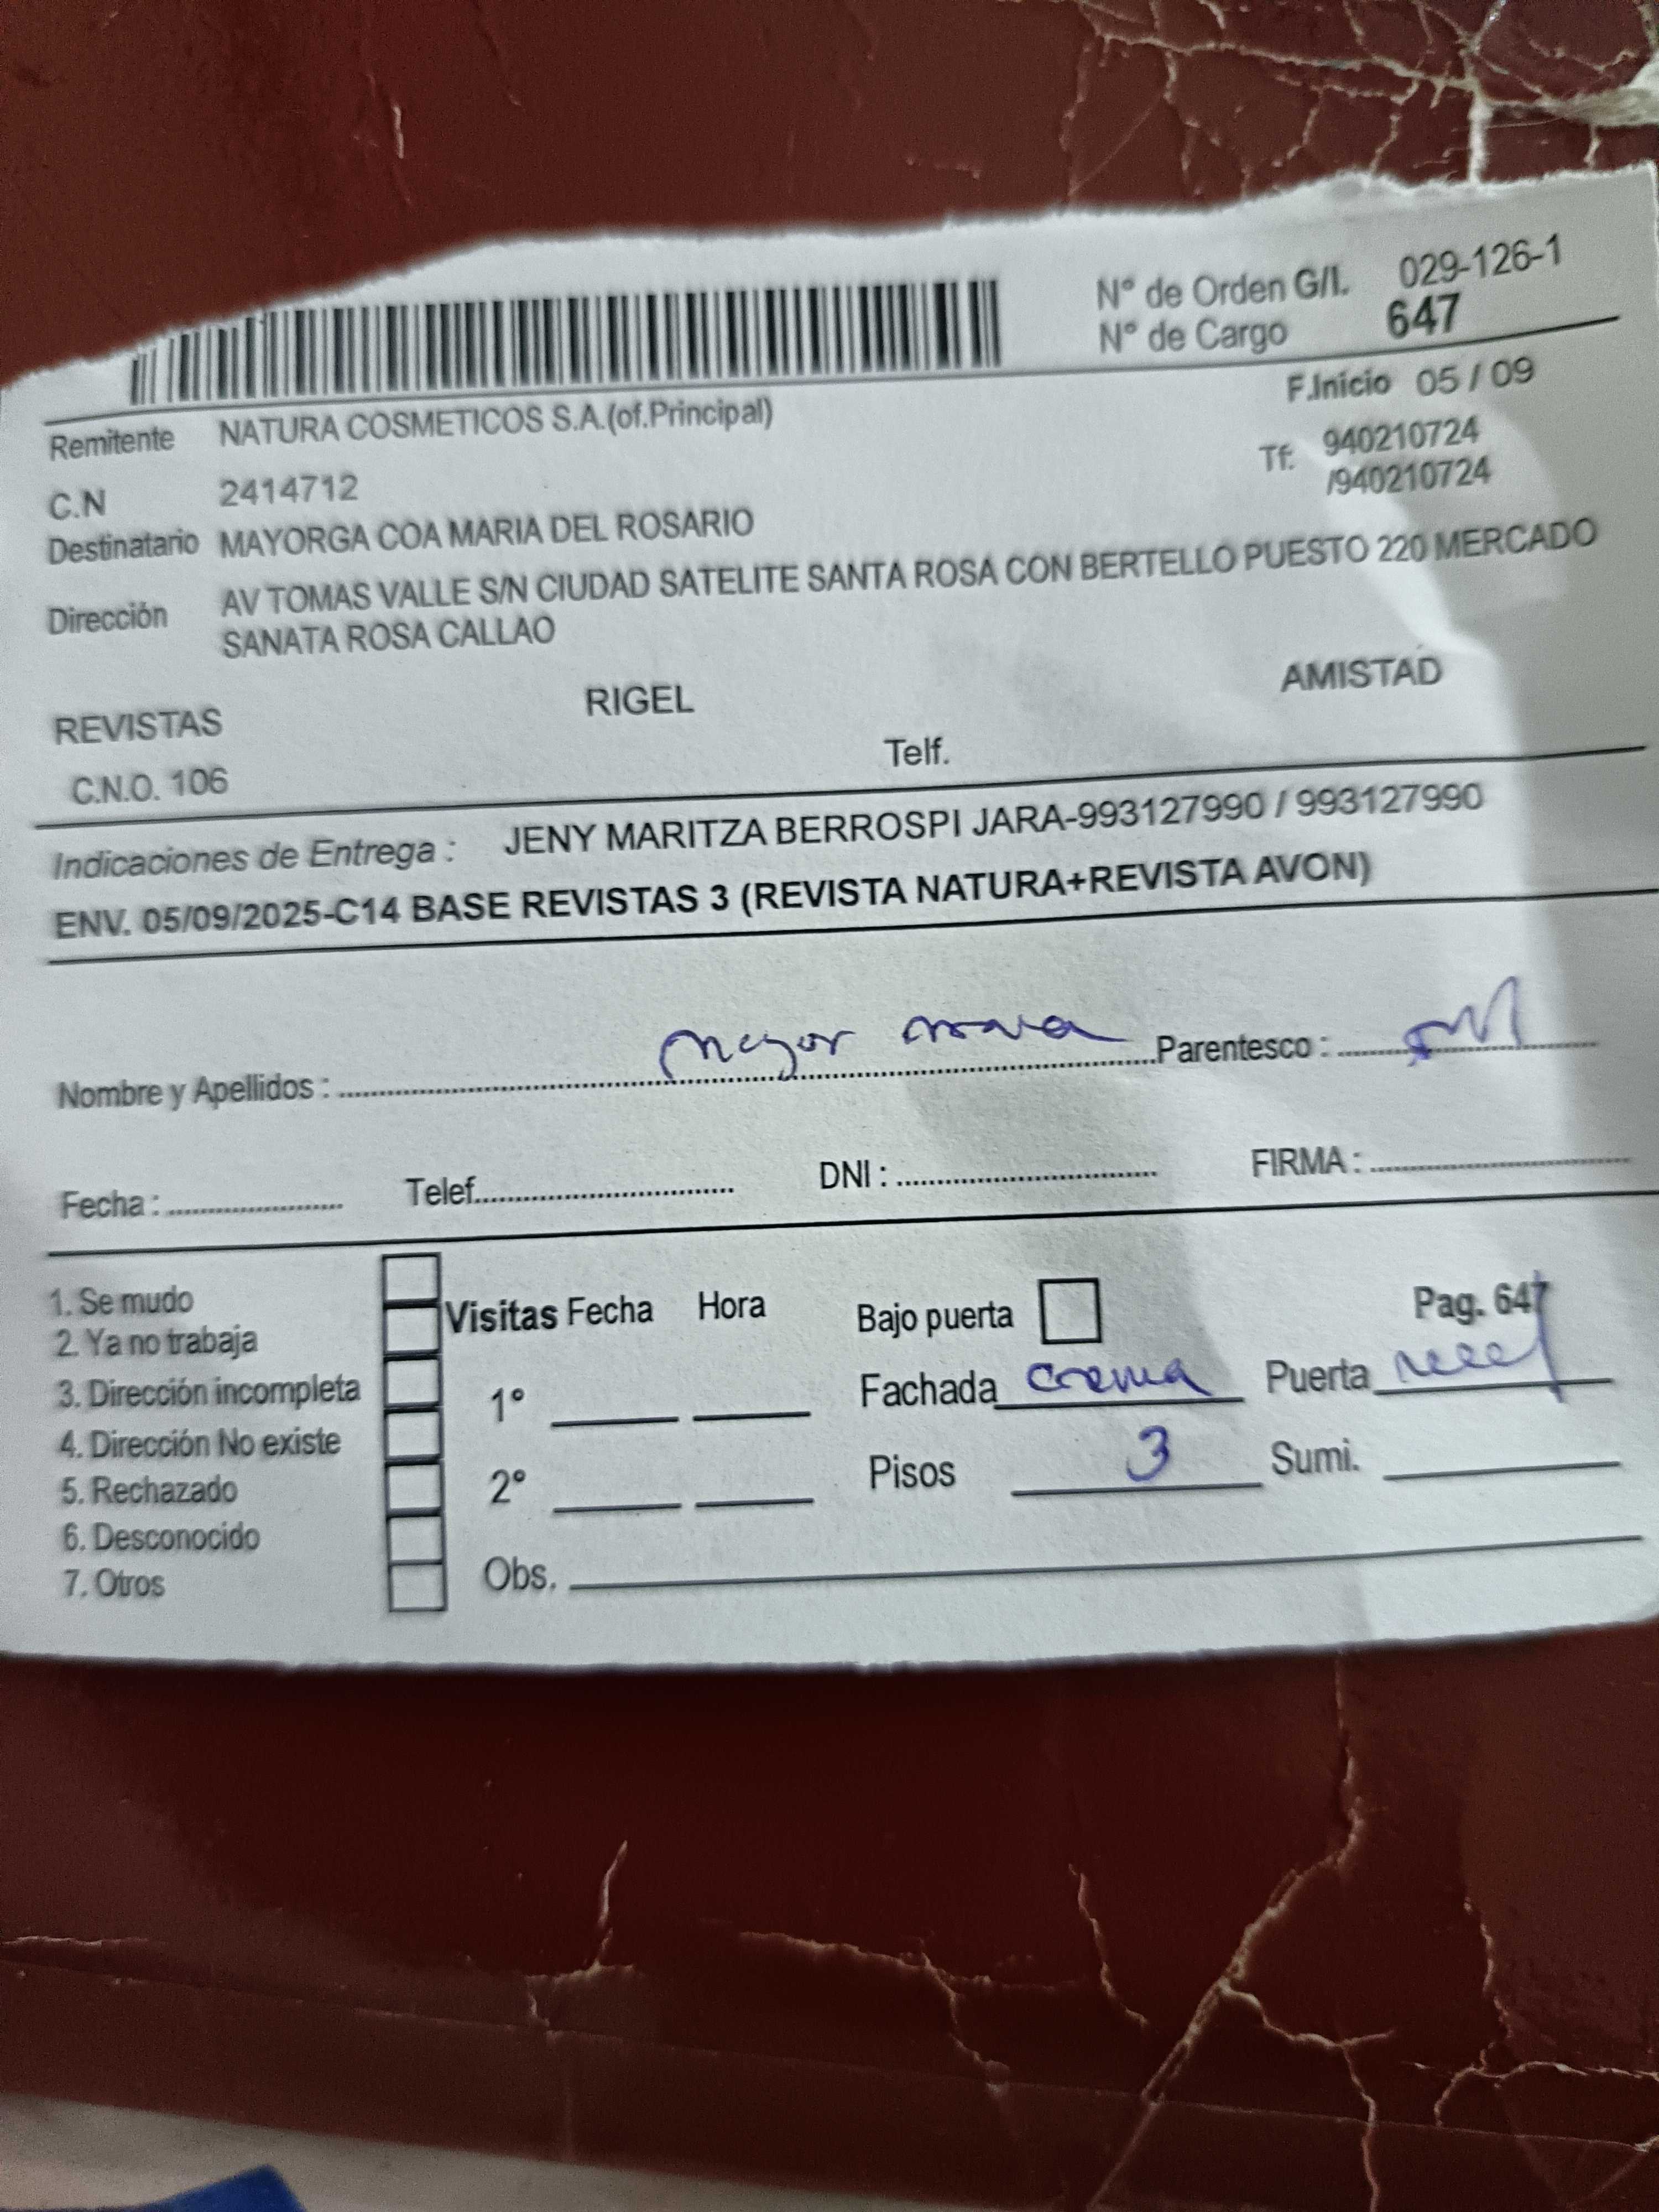 N° de Orden G/I. 029-126-1
N° de Cargo 647
F.Inicio 05 / 09
Remitente NATURA COSMETICOS S.A.(of.Principal)
Tf: 940210724
/940210724
C.N 2414712
Destinatario MAYORGA COA MARIA DEL ROSARIO
Dirección AV TOMAS VALLE S/N CIUDAD SATELITE SANTA ROSA CON BERTELLO PUESTO 220 MERCADO
SANATA ROSA CALLAO
REVISTAS RIGEL AMISTAD
C.N.O. 106 Telf.
Indicaciones de Entrega : JENY MARITZA BERROSPI JARA-993127990 / 993127990
ENV. 05/09/2025-C14 BASE REVISTAS 3 (REVISTA NATURA+REVISTA AVON)
Nombre y Apellidos : Parentesco :
Fecha : Telef. DNI : FIRMA :
1. Se mudo
2. Ya no trabaja
3. Dirección incompleta
4. Dirección No existe
5. Rechazado
6. Desconocido
7. Otros
Visitas Fecha Hora
1°
2°
Obs.
Bajo puerta Pag. 647
Fachada crema Puerta
Pisos 3 Sumi.